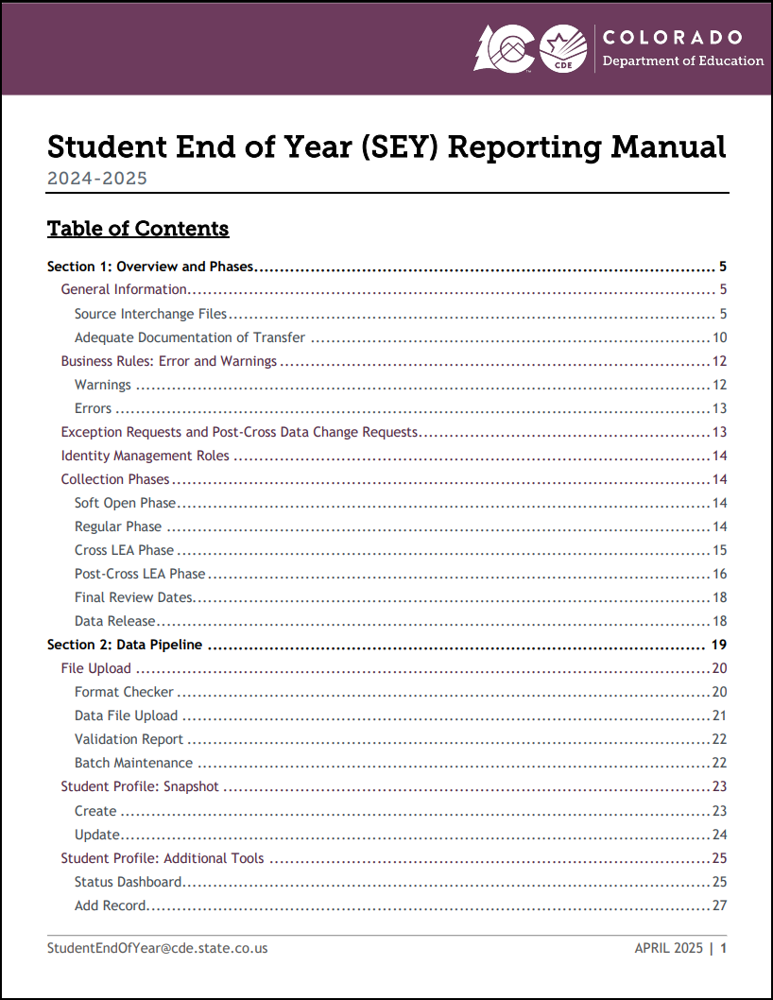 CDE
COLORADO
Department of Education
Student End of Year (SEY) Reporting Manual
2024-2025
Table of Contents
Section 1: Overview and Phases.......................................................................................... 5
General Information...................................................................................................... 5
Source Interchange Files............................................................................................... 5
Adequate Documentation of Transfer ............................................................................10
Business Rules: Error and Warnings ..................................................................................12
Warnings ..................................................................................................................12
Errors ......................................................................................................................13
Exception Requests and Post-Cross Data Change Requests........................................................13
Identity Management Roles ............................................................................................14
Collection Phases.........................................................................................................14
Soft Open Phase.........................................................................................................14
Regular Phase ...........................................................................................................14
Cross LEA Phase.........................................................................................................15
Post-Cross LEA Phase..................................................................................................16
Final Review Dates.....................................................................................................18
Data Release.............................................................................................................18
Section 2: Data Pipeline ................................................................................................ 19
File Upload ................................................................................................................20
Format Checker.........................................................................................................20
Data File Upload ........................................................................................................21
Validation Report .......................................................................................................22
Batch Maintenance .....................................................................................................22
Student Profile: Snapshot ..............................................................................................23
Create .....................................................................................................................23
Update.....................................................................................................................24
Student Profile: Additional Tools .....................................................................................25
Status Dashboard.......................................................................................................25
Add Record...............................................................................................................27
StudentEndOfYear@cde.state.co.us
APRIL 2025 | 1